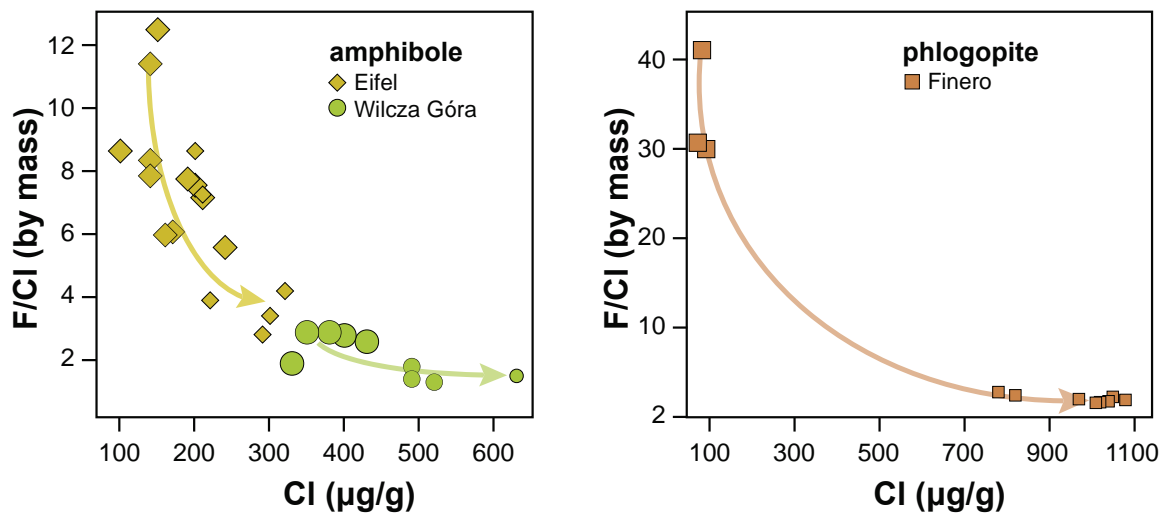 F/Cl (by mass)
12
10
8
6
4
2
100 200 300 400 500 600
Cl (μg/g)
amphibole
Eifel
Wilcza Góra
F/Cl (by mass)
40
30
20
10
2
100 300 500 700 900 1100
Cl (μg/g)
phlogopite
Finero